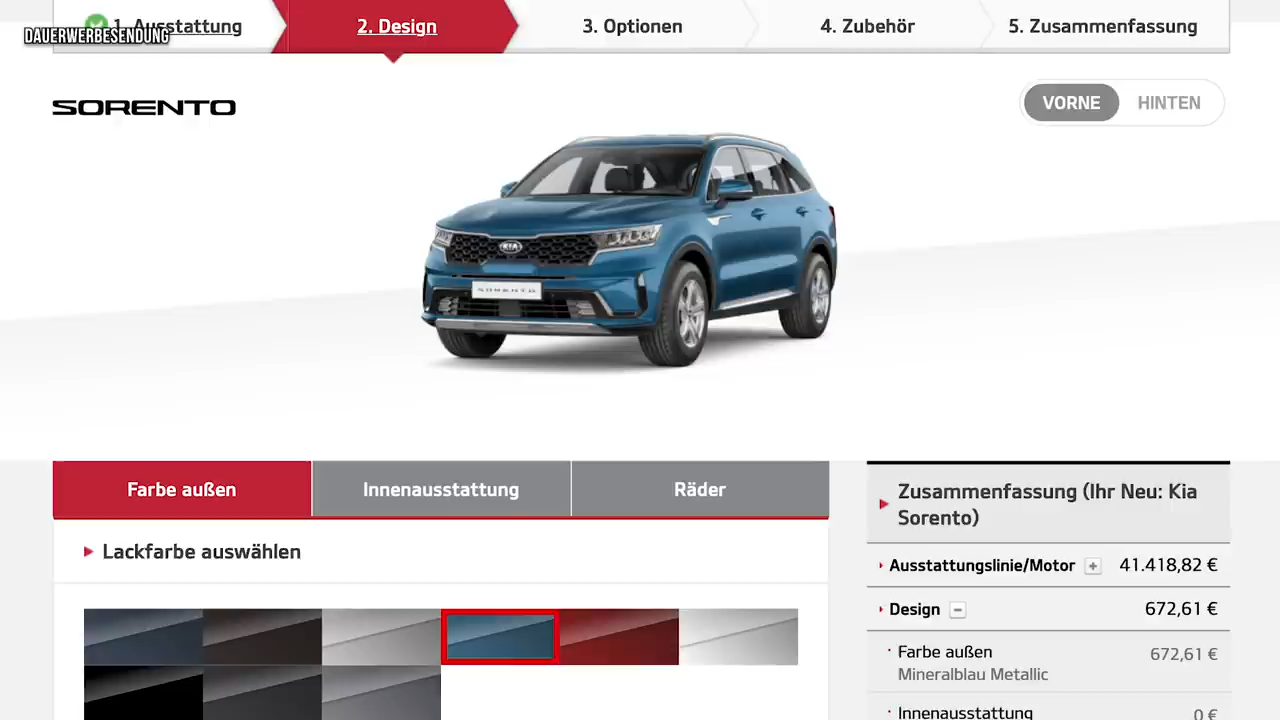 1. Ausstattung
2. Design
3. Optionen
4. Zubehör
5. Zusammenfassung
DAUERWERBESENDUNG
SORENTO
VORNE
HINTEN
KIA
SORENTO
Farbe außen
Innenausstattung
Räder
Lackfarbe auswählen
Zusammenfassung (Ihr Neu: Kia
Sorento)
Ausstattungslinie/Motor + 41.418,82 €
Design − 672,61 €
Farbe außen 672,61 €
Mineralblau Metallic
Innenausstattung 0 €